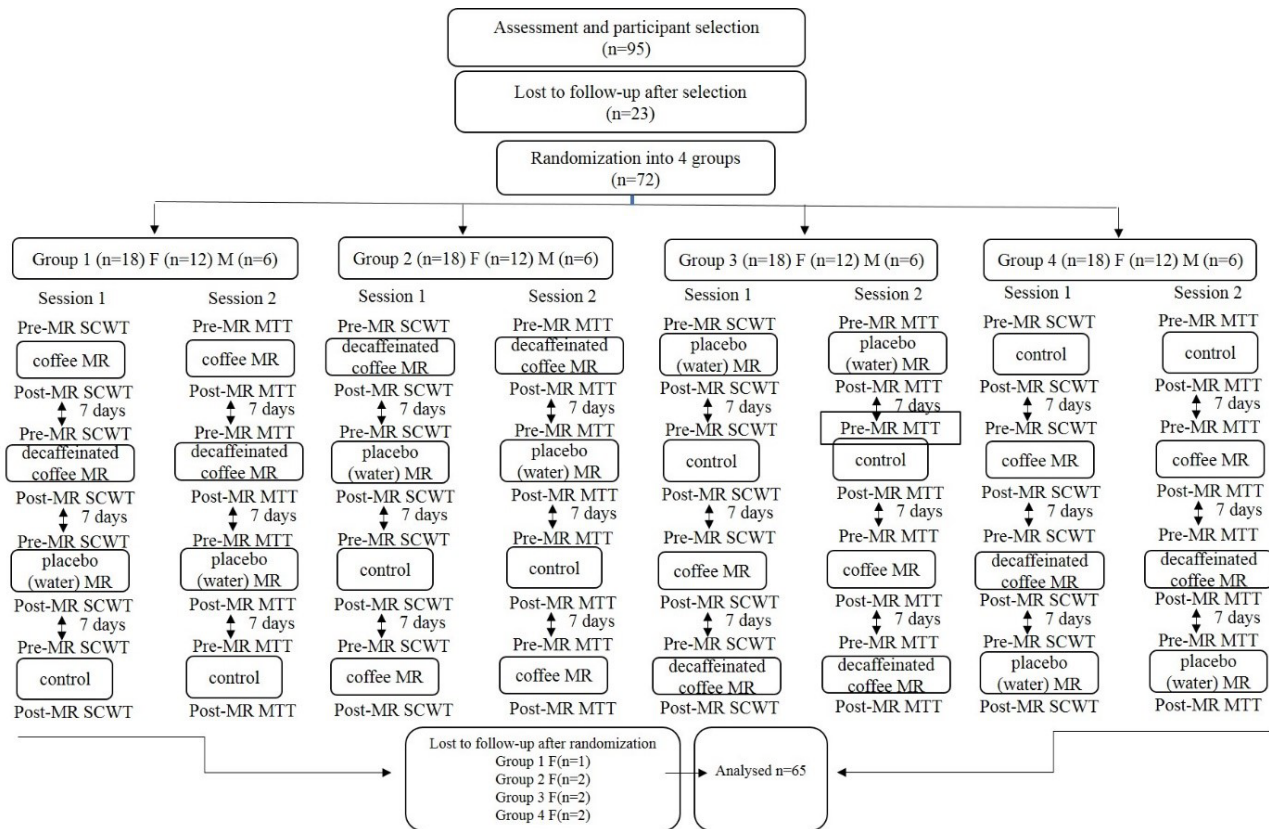 Assessment and participant selection
(n=95)
Lost to follow-up after selection
(n=23)
Randomization into 4 groups
(n=72)
Group 1 (n=18) F (n=12) M (n=6)
Session 1
Pre-MR SCWT
coffee MR
Post-MR SCWT
7 days
Pre-MR SCWT
decaffeinated
coffee MR
Post-MR SCWT
7 days
Pre-MR SCWT
placebo
(water) MR
Post-MR SCWT
7 days
Pre-MR SCWT
control
Post-MR SCWT
Session 2
Pre-MR MTT
coffee MR
Post-MR MTT
7 days
Pre-MR MTT
decaffeinated
coffee MR
Post-MR MTT
7 days
Pre-MR MTT
placebo
(water) MR
Post-MR MTT
7 days
Pre-MR MTT
control
Post-MR MTT
Group 2 (n=18) F (n=12) M (n=6)
Session 1
Pre-MR SCWT
decaffeinated
coffee MR
Post-MR SCWT
7 days
Pre-MR SCWT
placebo
(water) MR
Post-MR SCWT
7 days
Pre-MR SCWT
control
Post-MR SCWT
7 days
Pre-MR SCWT
coffee MR
Post-MR SCWT
Session 2
Pre-MR MTT
decaffeinated
coffee MR
Post-MR MTT
7 days
Pre-MR MTT
placebo
(water) MR
Post-MR MTT
7 days
Pre-MR MTT
control
Post-MR MTT
7 days
Pre-MR MTT
coffee MR
Post-MR MTT
Group 3 (n=18) F (n=12) M (n=6)
Session 1
Pre-MR SCWT
placebo
(water) MR
Post-MR SCWT
7 days
Pre-MR SCWT
control
Post-MR SCWT
7 days
Pre-MR SCWT
coffee MR
Post-MR SCWT
7 days
Pre-MR SCWT
decaffeinated
coffee MR
Post-MR SCWT
Session 2
Pre-MR MTT
placebo
(water) MR
Post-MR MTT
7 days
Pre-MR MTT
control
Post-MR MTT
7 days
Pre-MR MTT
coffee MR
Post-MR MTT
7 days
Pre-MR MTT
decaffeinated
coffee MR
Post-MR MTT
Group 4 (n=18) F (n=12) M (n=6)
Session 1
Pre-MR SCWT
control
Post-MR SCWT
7 days
Pre-MR SCWT
coffee MR
Post-MR SCWT
7 days
Pre-MR SCWT
decaffeinated
coffee MR
Post-MR SCWT
7 days
Pre-MR SCWT
placebo
(water) MR
Post-MR SCWT
Session 2
Pre-MR MTT
control
Post-MR MTT
7 days
Pre-MR MTT
coffee MR
Post-MR MTT
7 days
Pre-MR MTT
decaffeinated
coffee MR
Post-MR MTT
7 days
Pre-MR MTT
placebo
(water) MR
Post-MR MTT
Lost to follow-up after randomization
Group 1 F(n=1)
Group 2 F(n=2)
Group 3 F(n=2)
Group 4 F(n=2)
Analysed n=65